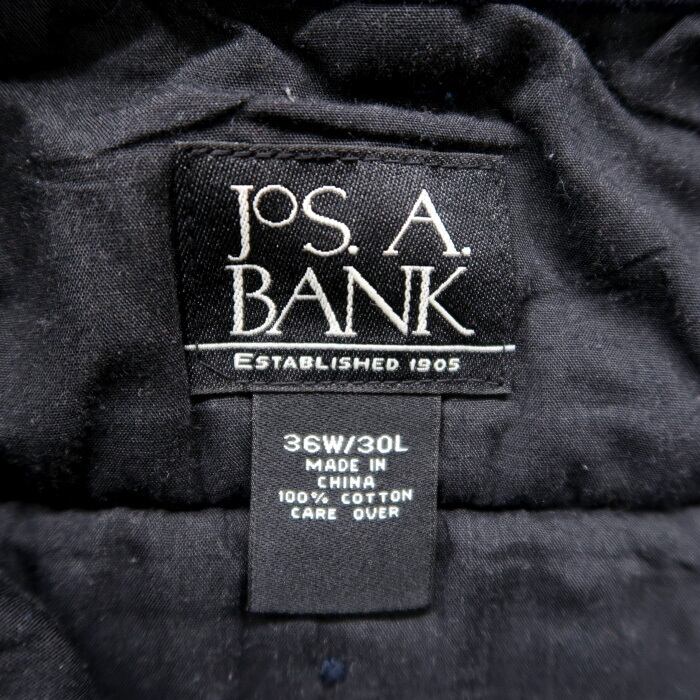 JoS. A.
BANK
ESTABLISHED 1905
36W/30L
MADE IN
CHINA
100% COTTON
CARE OVER